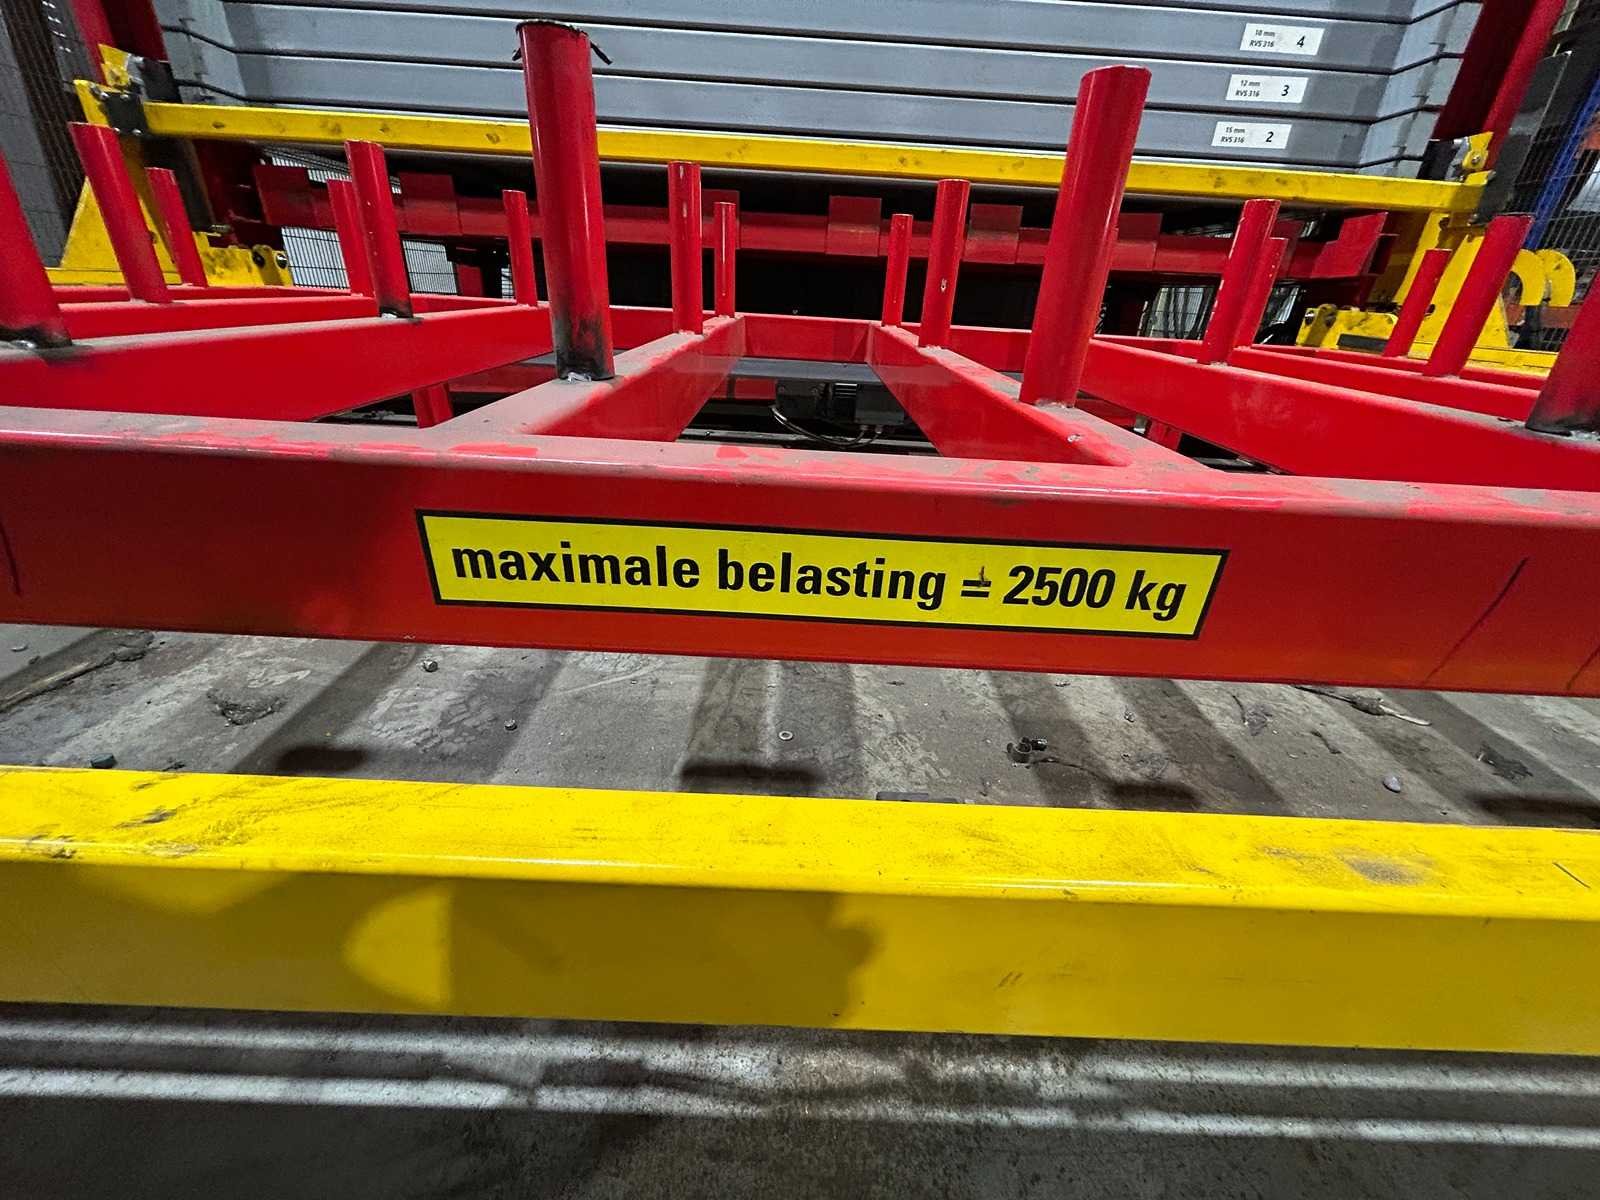 10 mm
RVS 316 4
12 mm
RVS 316 3
15 mm
RVS 316 2
maximale belasting = 2500 kg